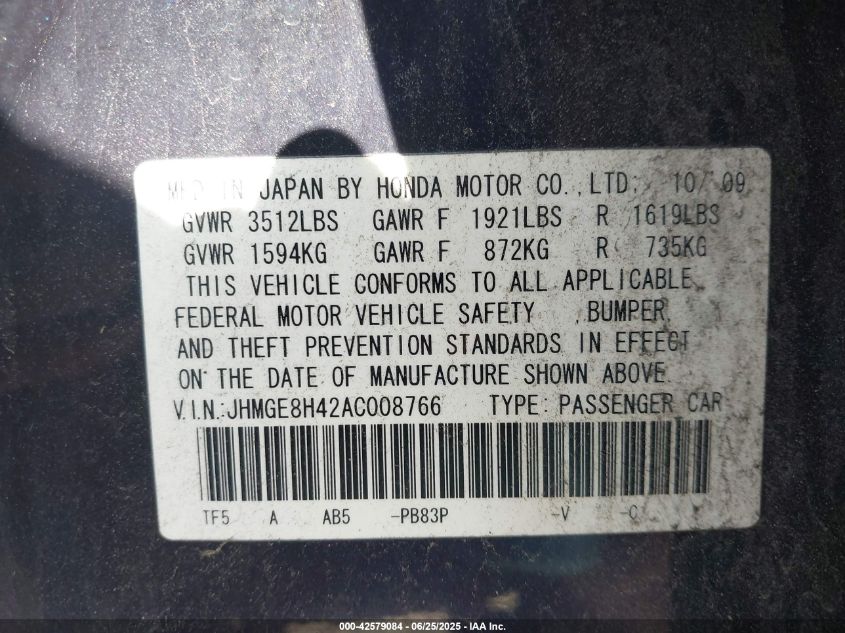 MFD IN JAPAN BY HONDA MOTOR CO., LTD. 10/09
GVWR 3512LBS GAWR F 1921LBS R 1619LBS
GVWR 1594KG GAWR F 872KG R 735KG
THIS VEHICLE CONFORMS TO ALL APPLICABLE
FEDERAL MOTOR VEHICLE SAFETY , BUMPER,
AND THEFT PREVENTION STANDARDS IN EFFECT
ON THE DATE OF MANUFACTURE SHOWN ABOVE
V.I.N.:JHMGE8H42AC008766 TYPE: PASSENGER CAR
TF5 A AB5 -PB83P -V -C
000-42579084 - 06/25/2025 - IAA Inc.